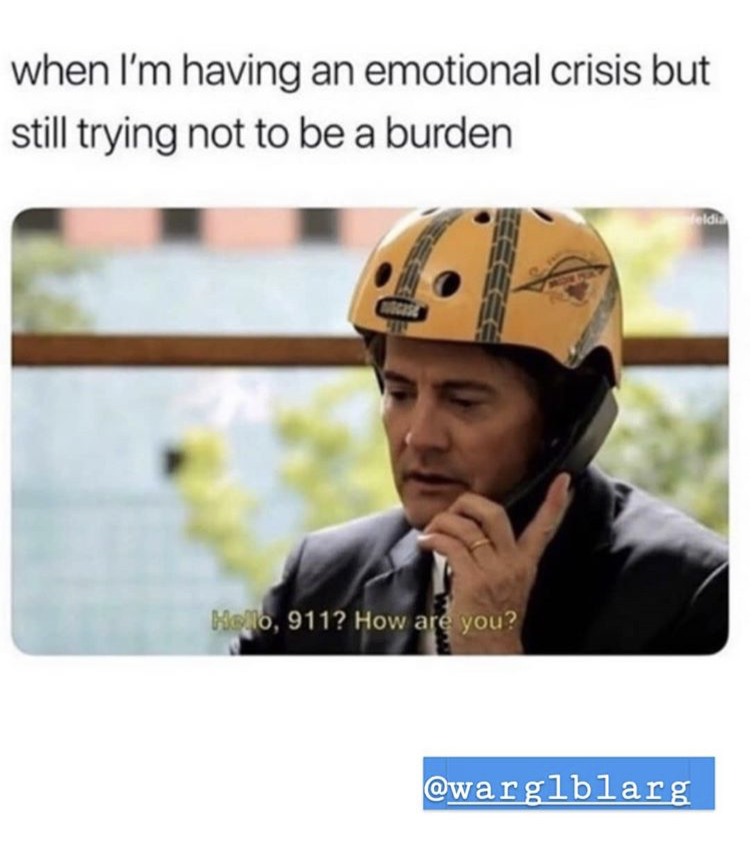 when I'm having an emotional crisis but
still trying not to be a burden
Hello, 911? How are you?
@warglblarg